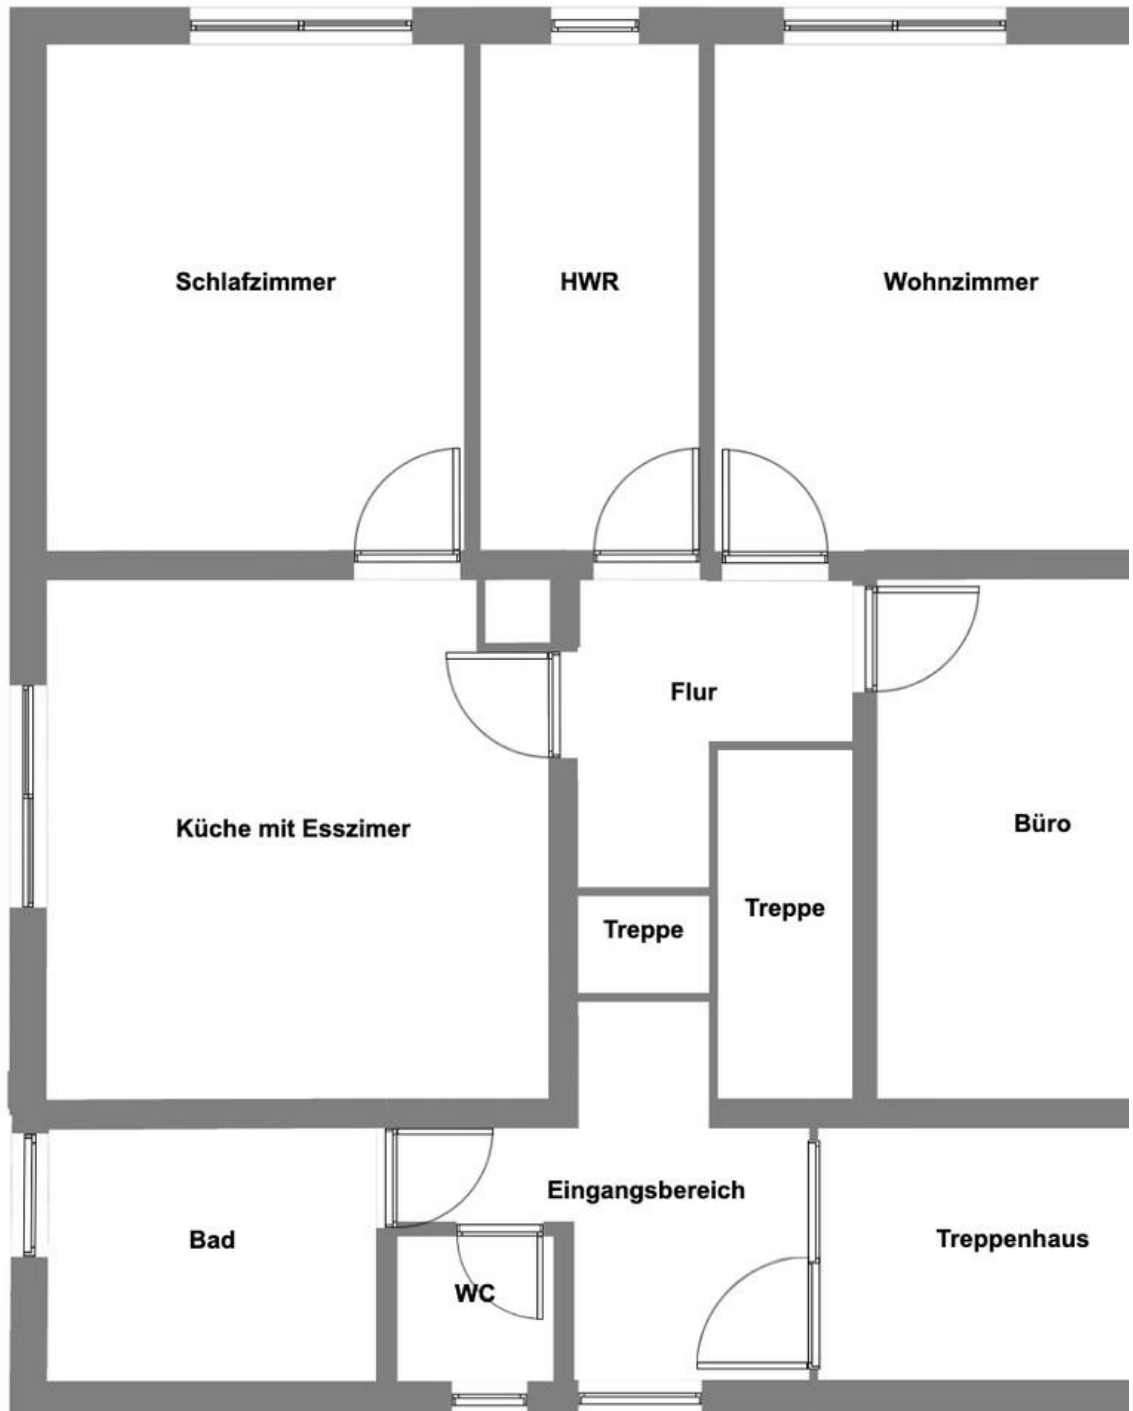 Schlafzimmer
HWR
Wohnzimmer
Flur
Küche mit Esszimer
Büro
Treppe
Treppe
Eingangsbereich
Bad
Treppenhaus
WC